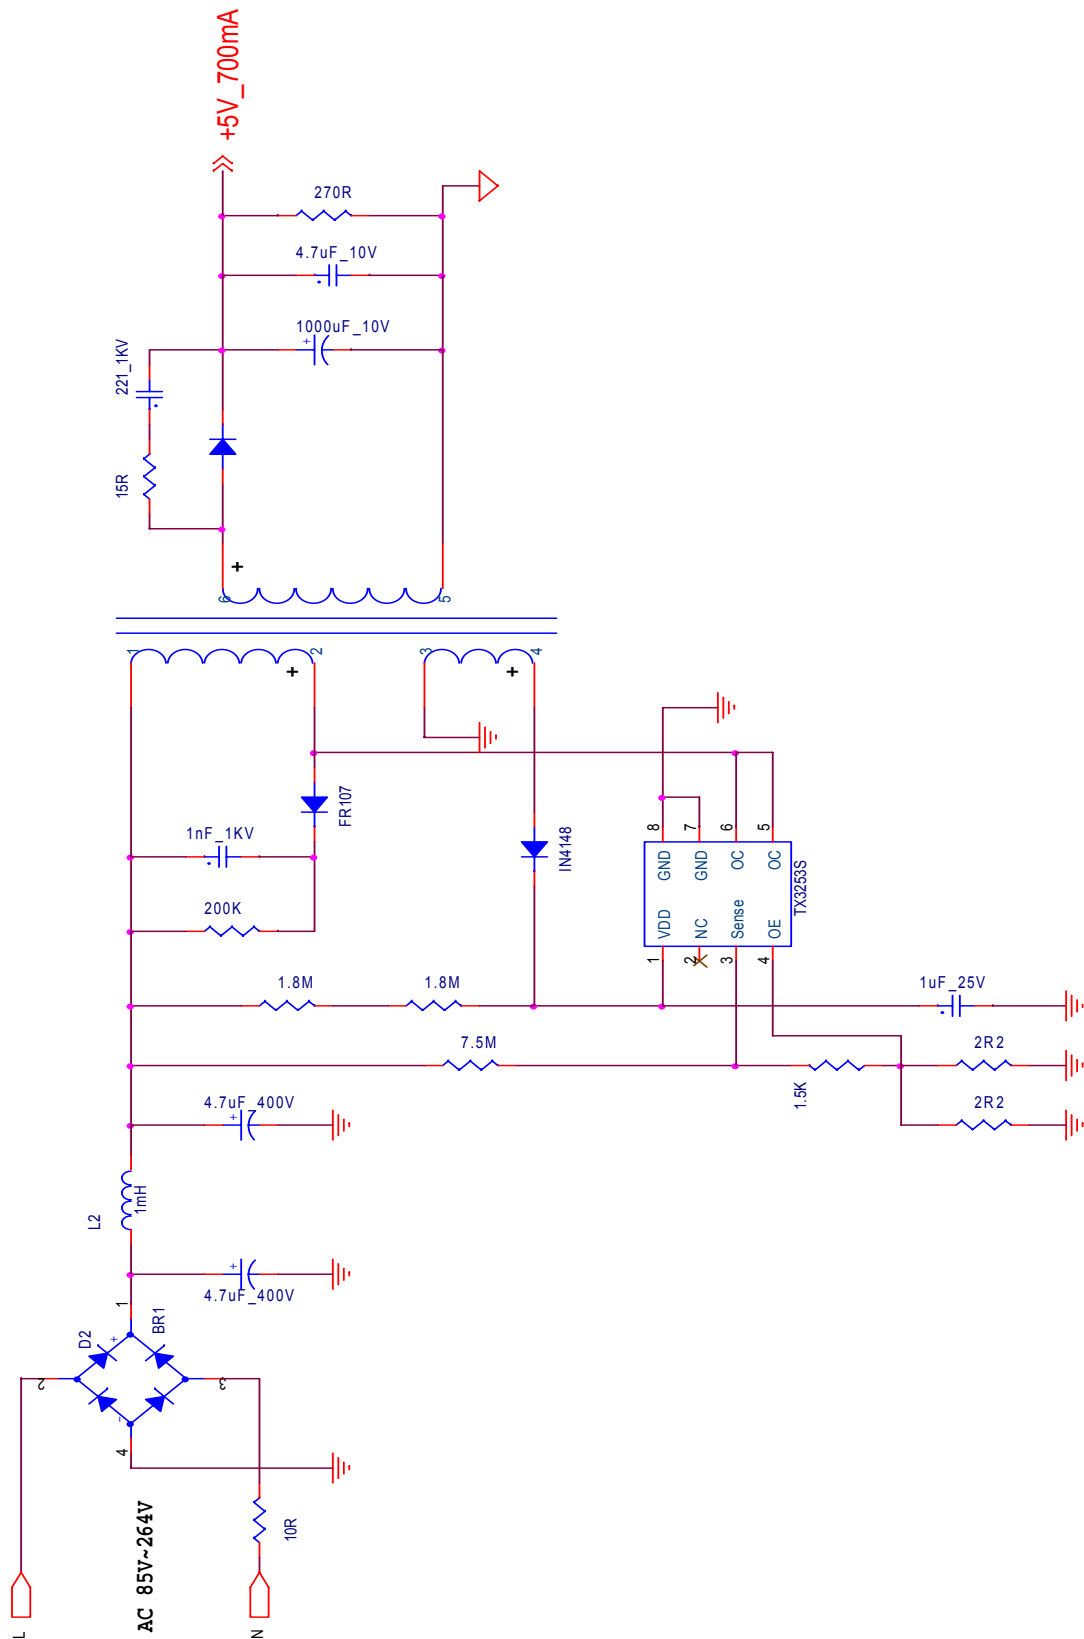 +5V_700mA
270R
4.7uF_10V
1000uF_10V
+
221_1KV
15R
+
6
5
1
2
3
4
+
+
FR107
1nF_1KV
200K
IN4148
8
7
6
5
GND
GND
OC
OC
VDD
NC
Sense
OE
TX3253S
1
2
3
4
1.8M
1.8M
1uF_25V
7.5M
1.5K
2R2
2R2
4.7uF_400V
+
L2
1mH
4.7uF_400V
+
1
D2
BR1
+
-
2
3
4
AC 85V~264V
10R
L
N